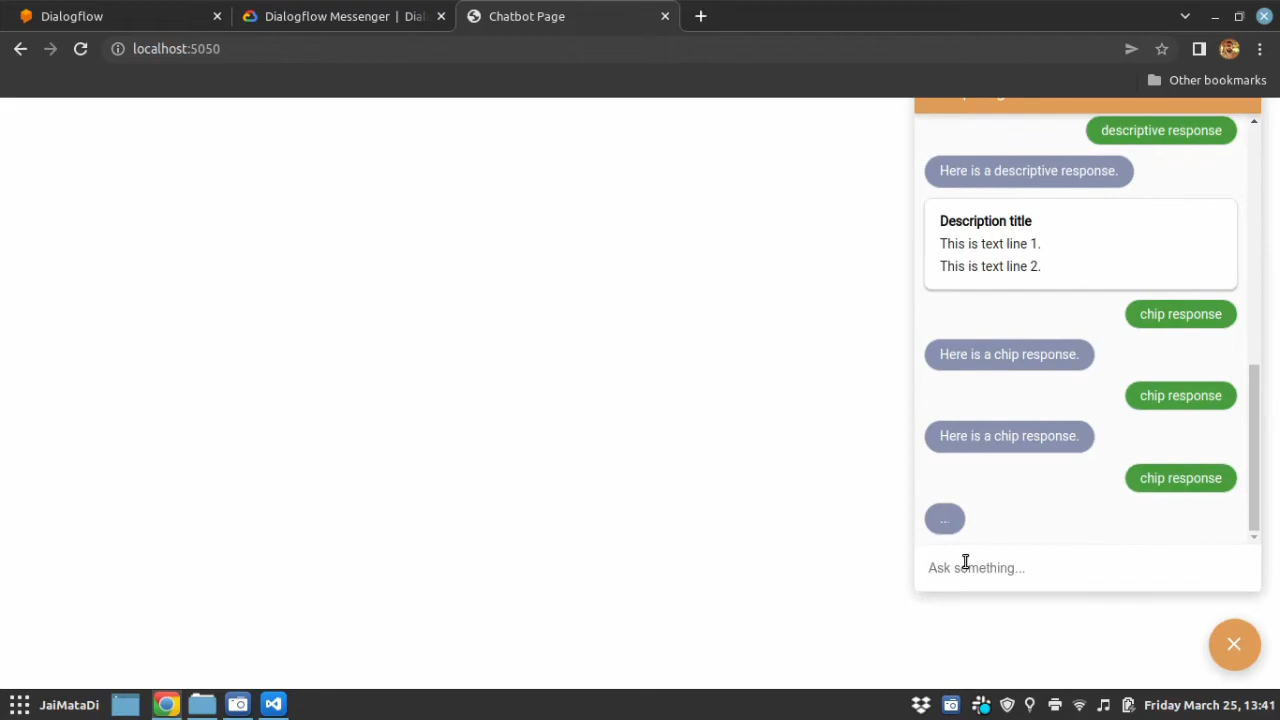 Dialogflow
Dialogflow Messenger | Dial
Chatbot Page
localhost:5050
Other bookmarks
descriptive response
Here is a descriptive response.
Description title
This is text line 1.
This is text line 2.
chip response
Here is a chip response.
chip response
Here is a chip response.
chip response
...
Ask something...
JaiMataDi
Friday March 25, 13:41